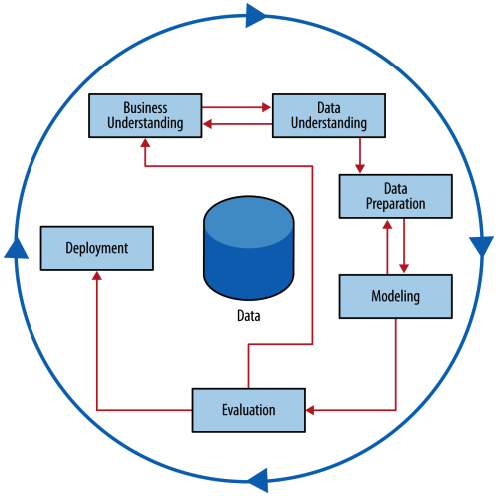 Business
Understanding
Data
Understanding
Data
Preparation
Deployment
Modeling
Data
Evaluation